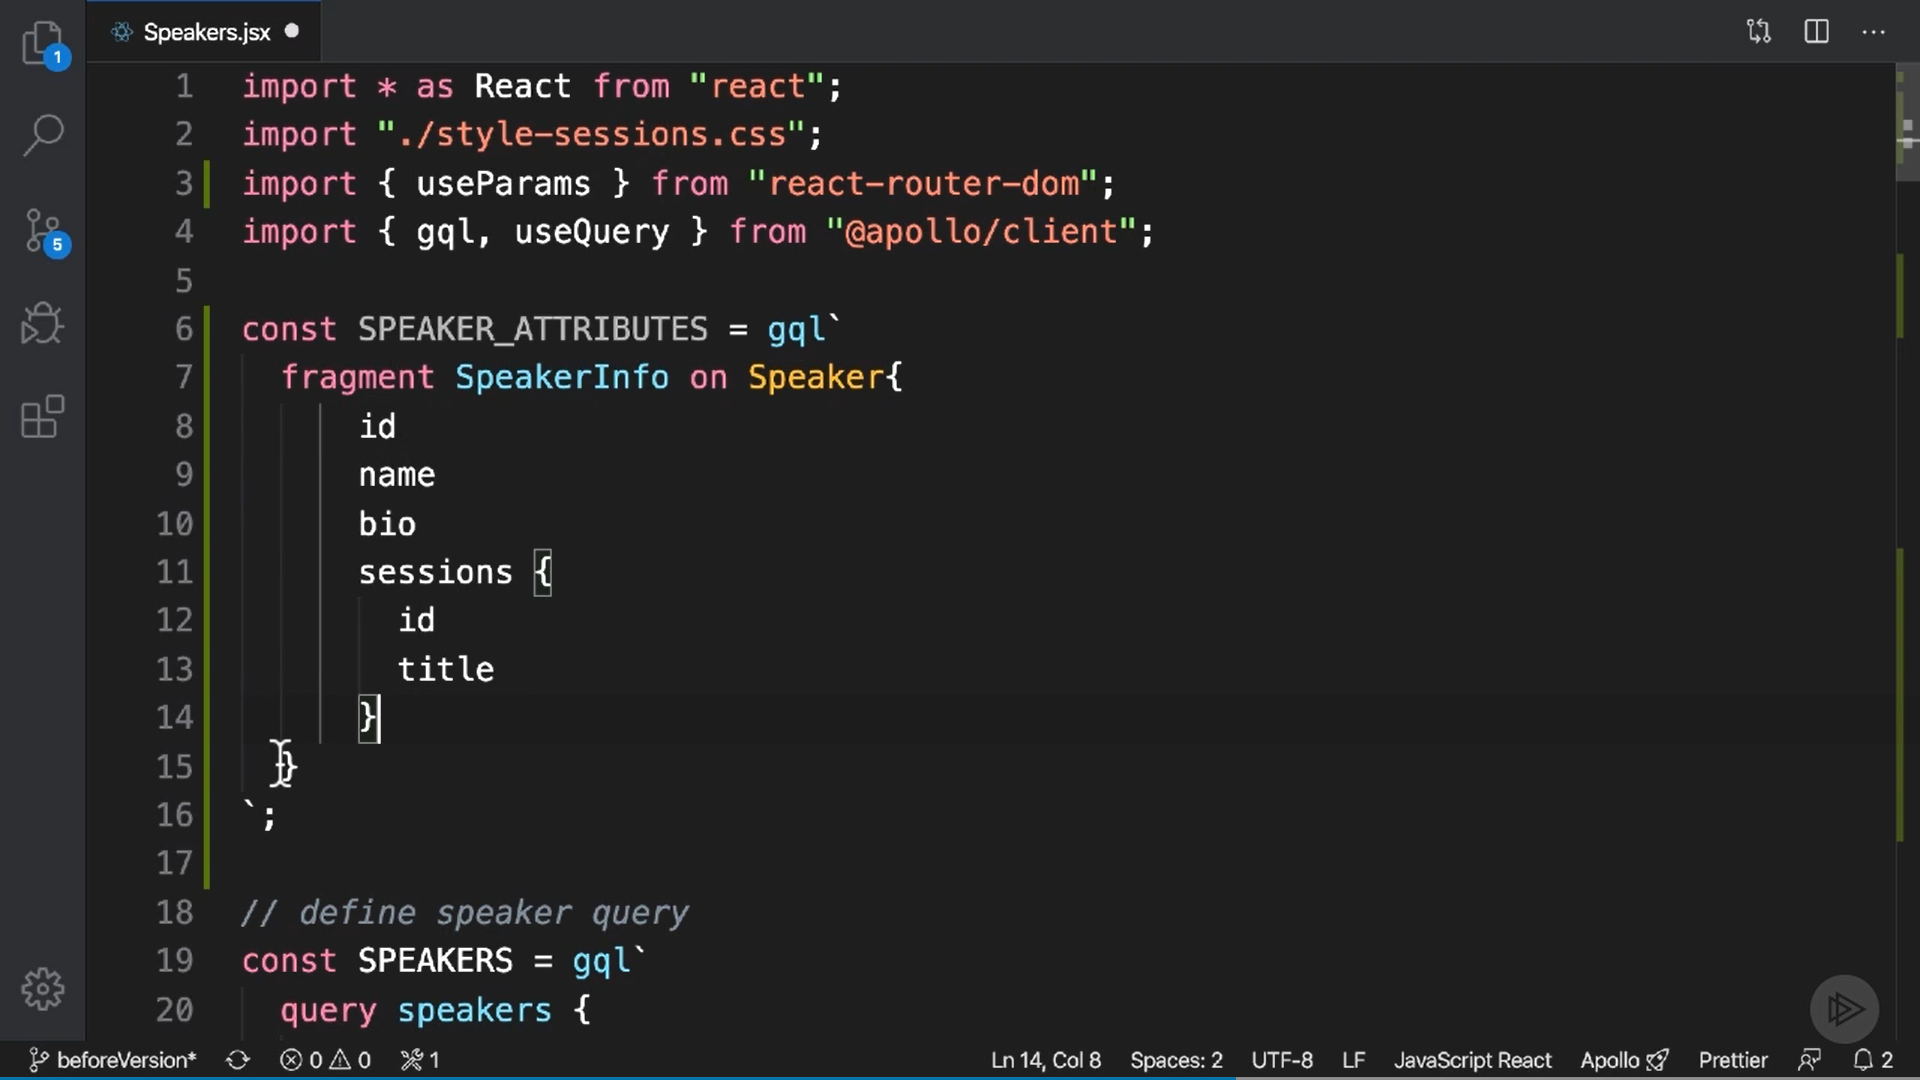 1
Speakers.jsx
1 import * as React from "react";
2 import "./style-sessions.css";
3 import { useParams } from "react-router-dom";
4 import { gql, useQuery } from "@apollo/client";
5
6 const SPEAKER_ATTRIBUTES = gql`
7 fragment SpeakerInfo on Speaker{
8 id
9 name
10 bio
11 sessions {
12 id
13 title
14 }
15 }
16 `;
17
18 // define speaker query
19 const SPEAKERS = gql`
20 query speakers {
5
beforeVersion* 0 0 1 Ln 14, Col 8 Spaces: 2 UTF-8 LF JavaScript React Apollo Prettier 2